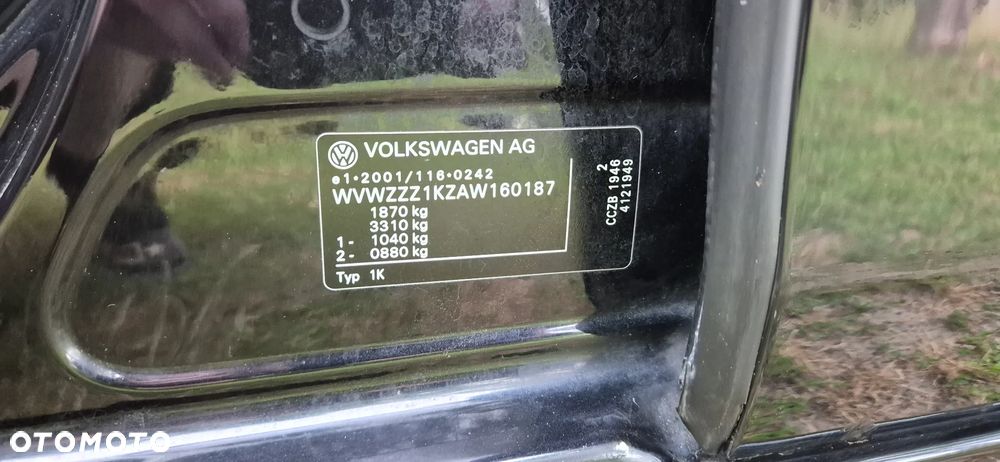 VOLKSWAGEN AG
e1*2001/116*0242
WVWZZZ1KZAW160187
1870 kg
3310 kg
1- 1040 kg
2- 0880 kg
Typ 1K
2
CCZB 1946
4121949
OTOMOTO